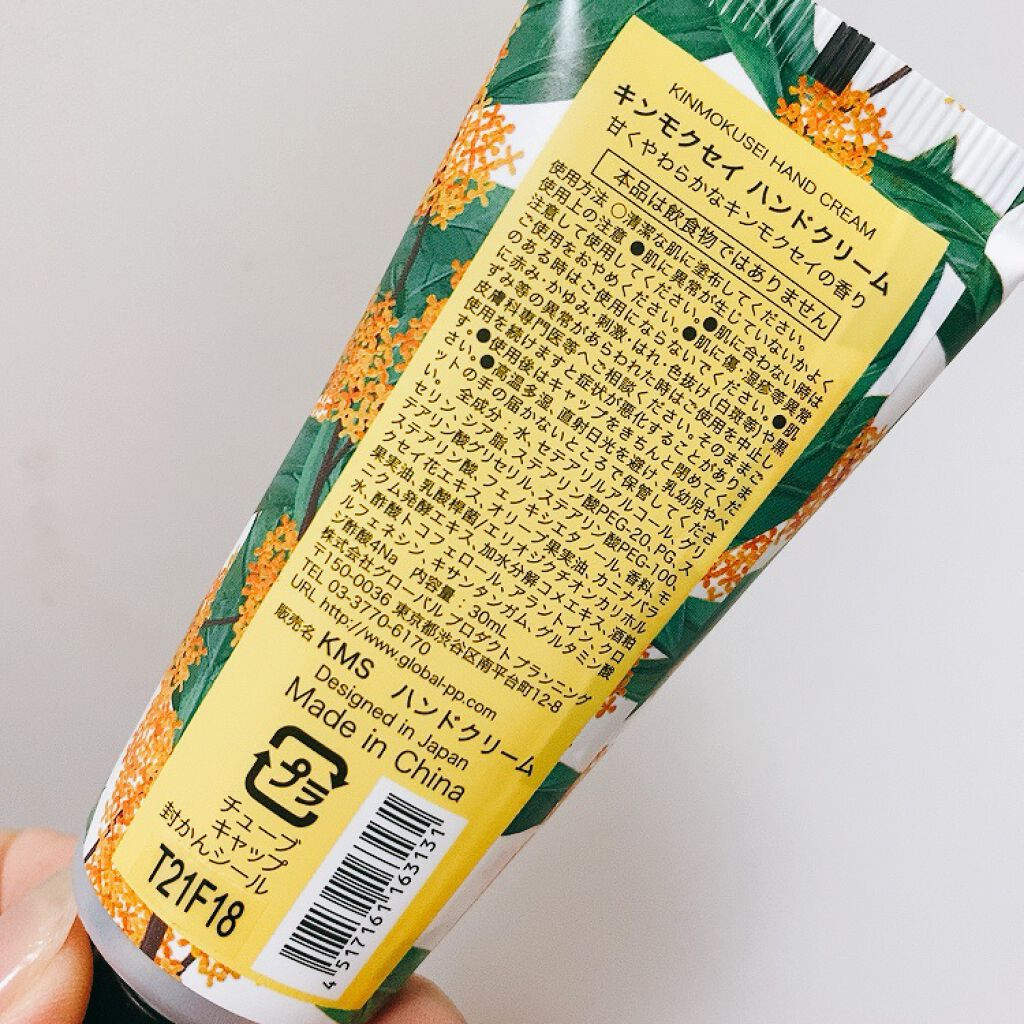 KINMOKUSEI HAND CREAM
キンモクセイ ハンドクリーム
甘くやわらかなキンモクセイの香り
本品は飲食物ではありません
使用方法 ○清潔な肌に塗布してください。
使用上の注意 ●肌に異常が生じていないかよく
注意して使用してください。●肌に合わない時は
ご使用をおやめください。●肌に傷・湿疹等異常
のある時はご使用にならないでください。●肌
に赤み・かゆみ・刺激・はれ・色抜け(白斑等)や黒
ずみ等の異常があらわれた時はご使用を中止し
皮膚科専門医等へご相談ください。そのままご
使用を続けますと症状が悪化することがありま
す。●使用後はキャップをきちんと閉めてくだ
さい。●高温多湿、直射日光を避け、乳幼児やペ
ットの手の届かないところで保管してくださ
い。 全成分：水、セテアリルアルコール、グリ
セリン、シア脂、ステアリン酸PEG-20、PG、ス
テアリン酸グリセリル、ステアリン酸PEG-100、
ステアリン酸、フェノキシエタノール、香料、モ
クセイ花エキス、オリーブ果実油、カニナバラ
果実油、乳酸桿菌/エリオジクチオンカリホル
ニクム発酵エキス、加水分解コメエキス、酒粕
水、酢酸トコフェロール、アラントイン、クロ
ルフェネシン、キサンタンガム、グルタミン酸
ジ酢酸4Na 内容量：30mL
株式会社グローバル プロダクトプランニング
〒150-0036 東京都渋谷区南平台町12-8
TEL 03-3770-6170
URL http://www.global-pp.com
販売名 KMS ハンドクリーム
Designed in Japan
Made in China
プラ
チューブ
キャップ
封かんシール
T21F18
4517161163131